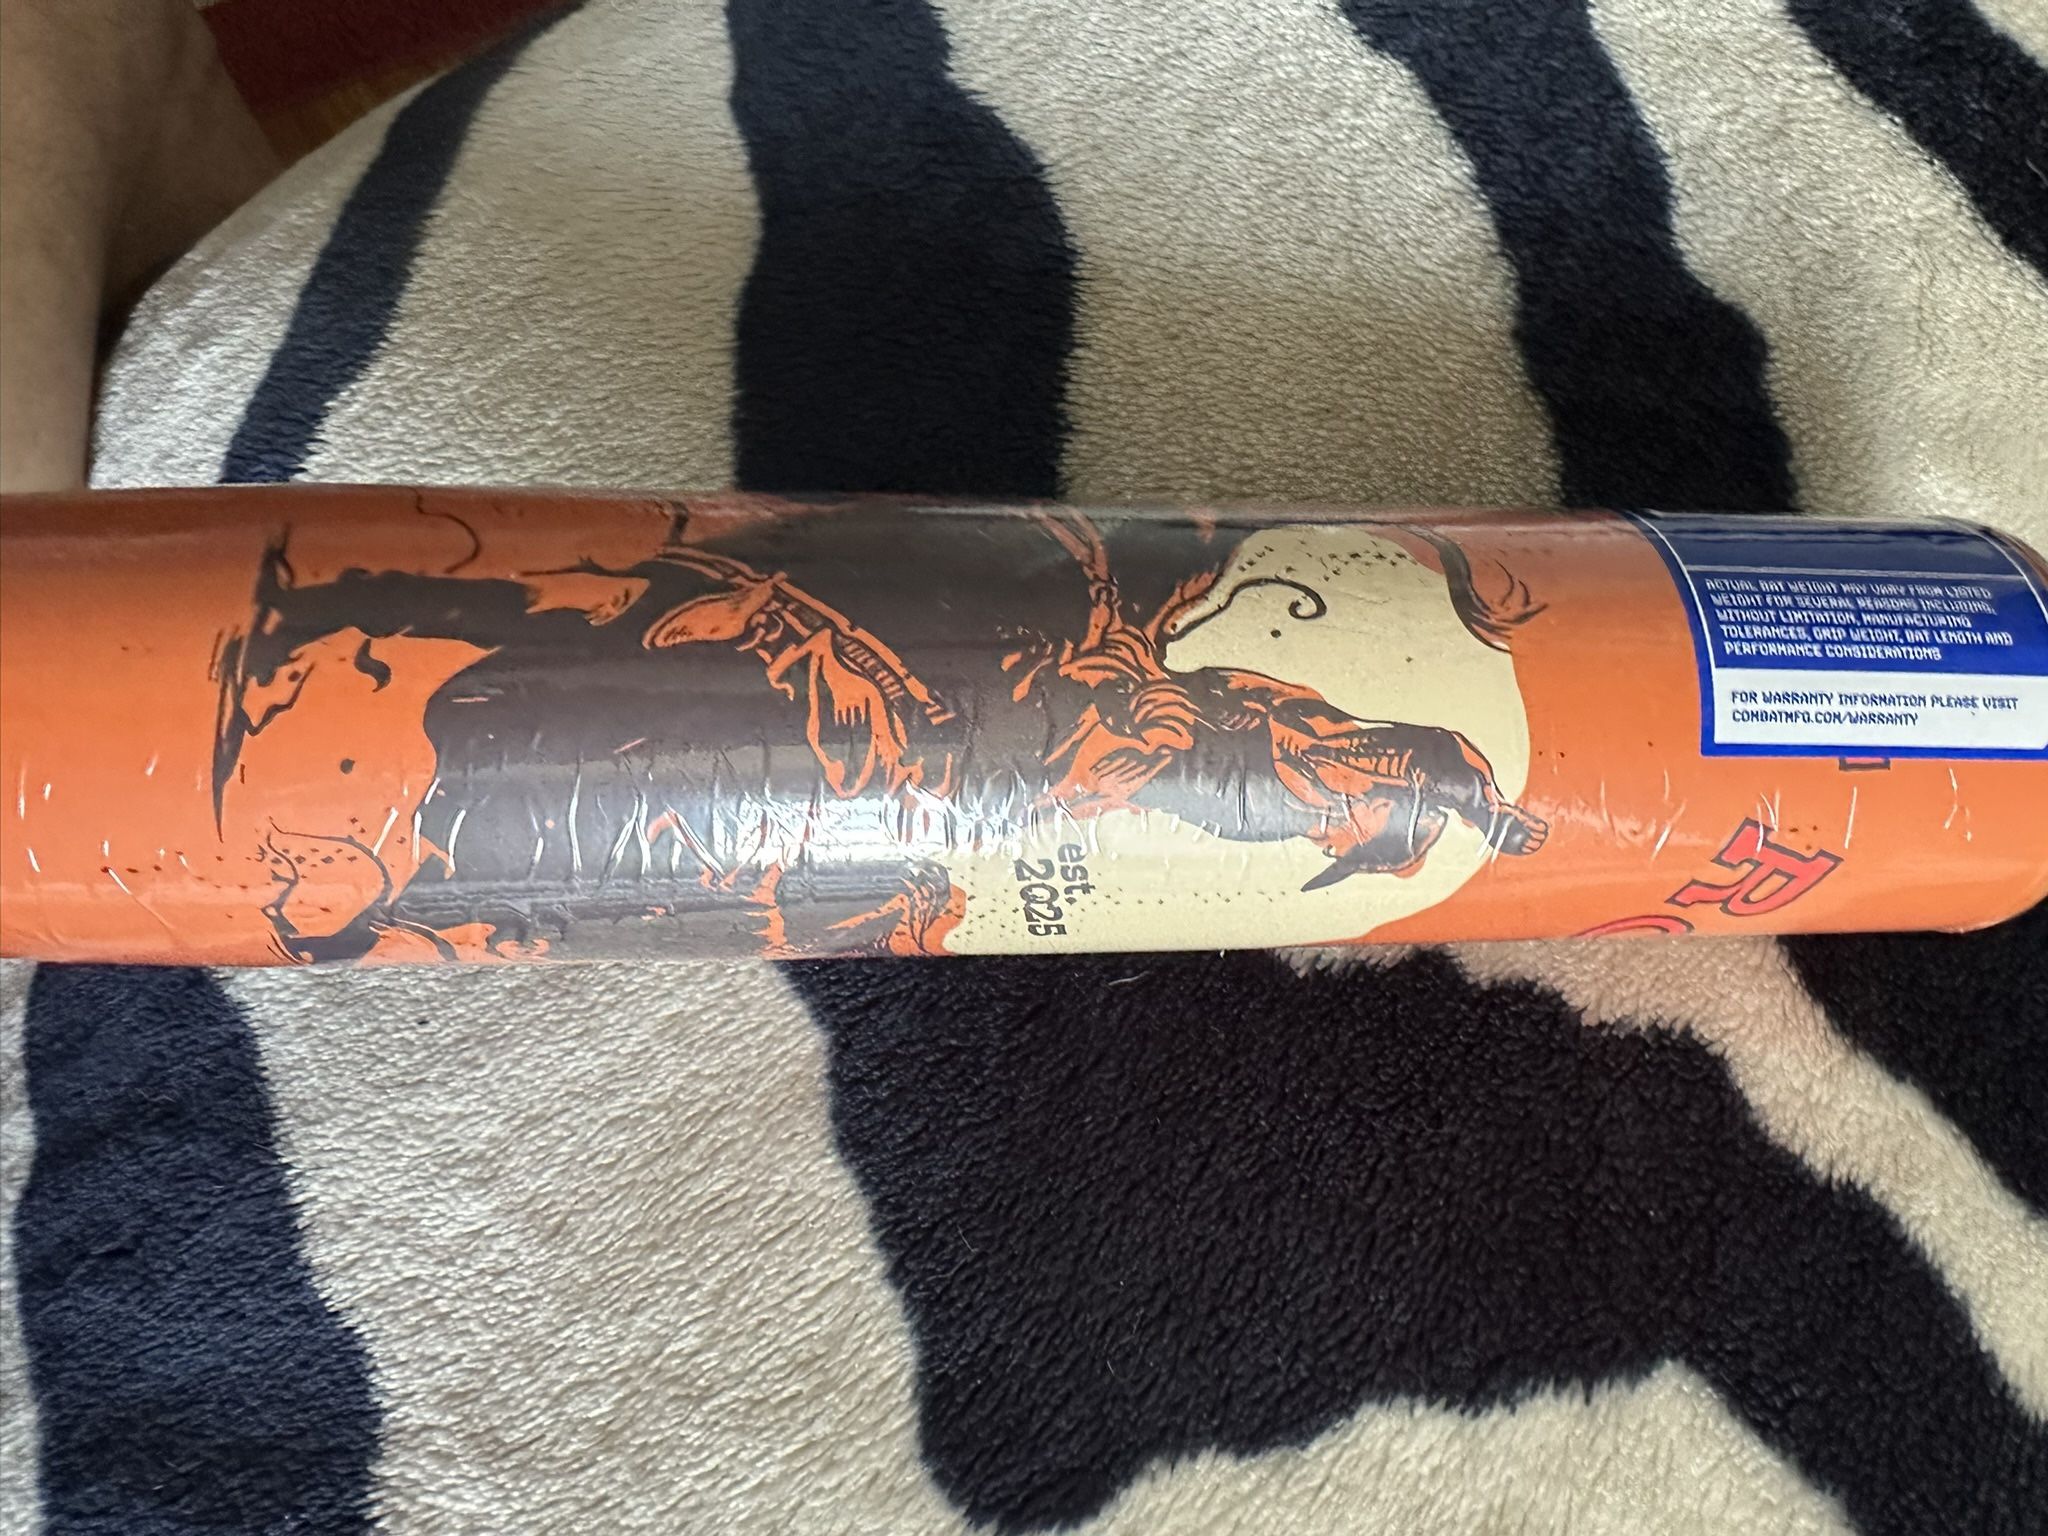 ACTUAL BAT WEIGHT MAY VARY FROM LISTED
WEIGHT FOR SEVERAL REASONS INCLUDING,
WITHOUT LIMITATION, MANUFACTURING
TOLERANCES, GRIP WEIGHT, BAT LENGTH AND
PERFORMANCE CONSIDERATIONS
FOR WARRANTY INFORMATION PLEASE VISIT
COMBATMFG.COM/WARRANTY
est.
2025
R